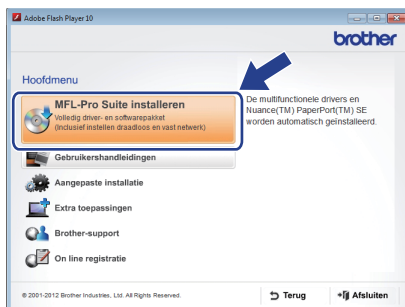 Adobe Flash Player 10
brother
Hoofdmenu
MFL-Pro Suite installeren
Volledig driver- en softwarepakket
(inclusief instellen draadloos en vast netwerk)
De multifunctionele drivers en
Nuance(TM) PaperPort(TM) SE
worden automatisch geïnstalleerd.
Gebruikershandleidingen
Aangepaste installatie
Extra toepassingen
Brother-support
On line registratie
© 2001-2012 Brother Industries, Ltd. All Rights Reserved.
Terug
Afsluiten